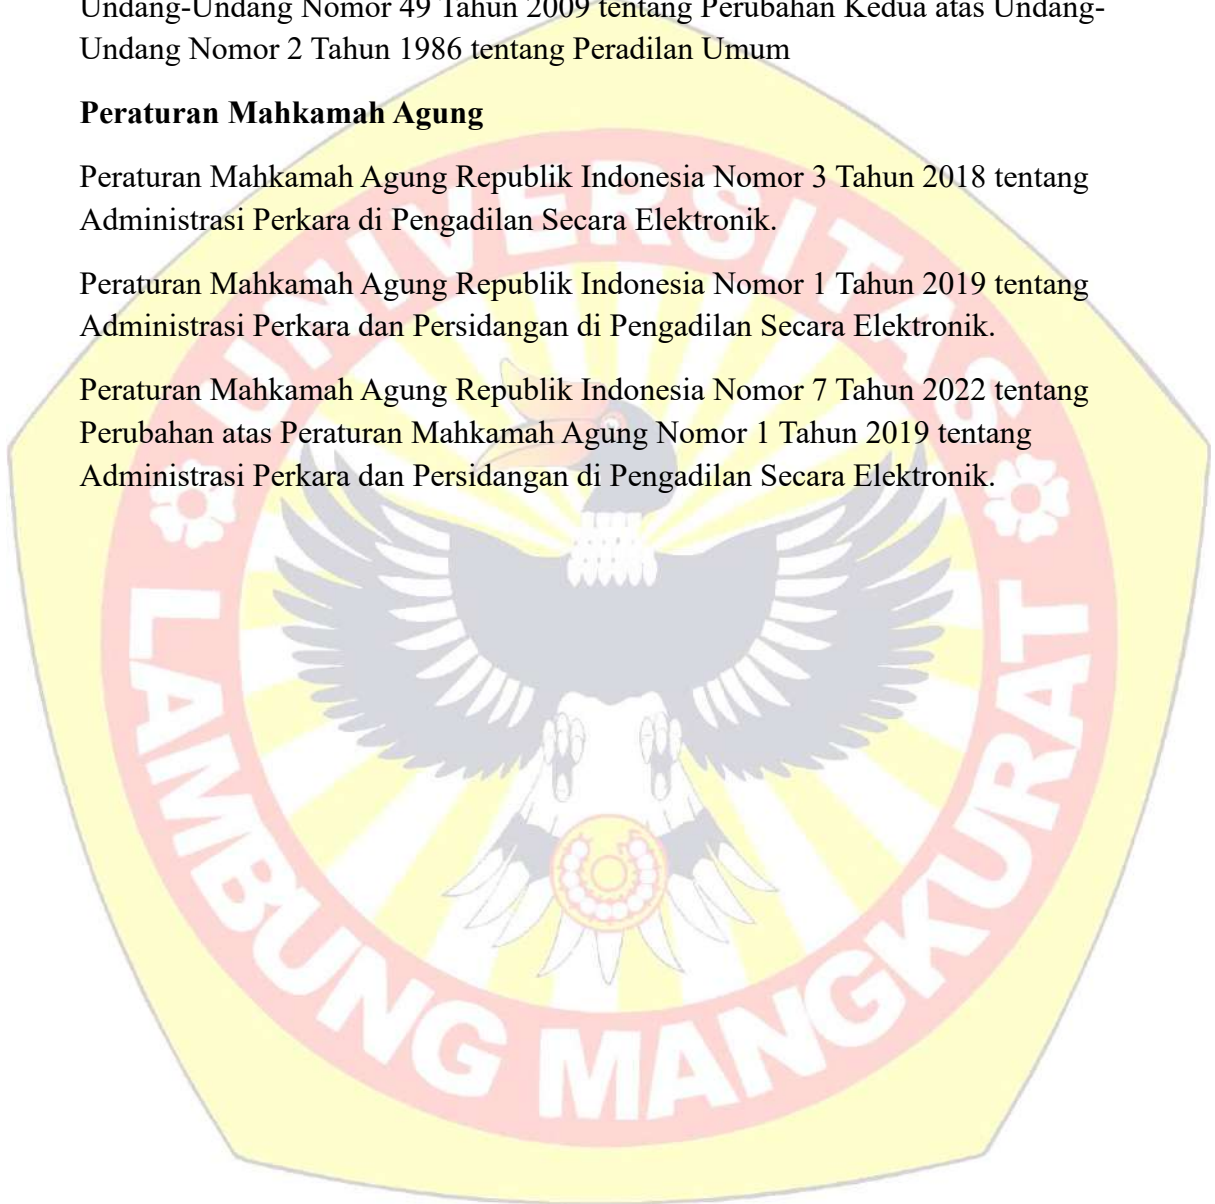 Undang-Undang Nomor 49 Tahun 2009 tentang Perubahan Kedua atas Undang-
Undang Nomor 2 Tahun 1986 tentang Peradilan Umum
Peraturan Mahkamah Agung
Peraturan Mahkamah Agung Republik Indonesia Nomor 3 Tahun 2018 tentang
Administrasi Perkara di Pengadilan Secara Elektronik.
Peraturan Mahkamah Agung Republik Indonesia Nomor 1 Tahun 2019 tentang
Administrasi Perkara dan Persidangan di Pengadilan Secara Elektronik.
Peraturan Mahkamah Agung Republik Indonesia Nomor 7 Tahun 2022 tentang
Perubahan atas Peraturan Mahkamah Agung Nomor 1 Tahun 2019 tentang
Administrasi Perkara dan Persidangan di Pengadilan Secara Elektronik.
UNIVERSITAS
LAMBUNG MANGKURAT